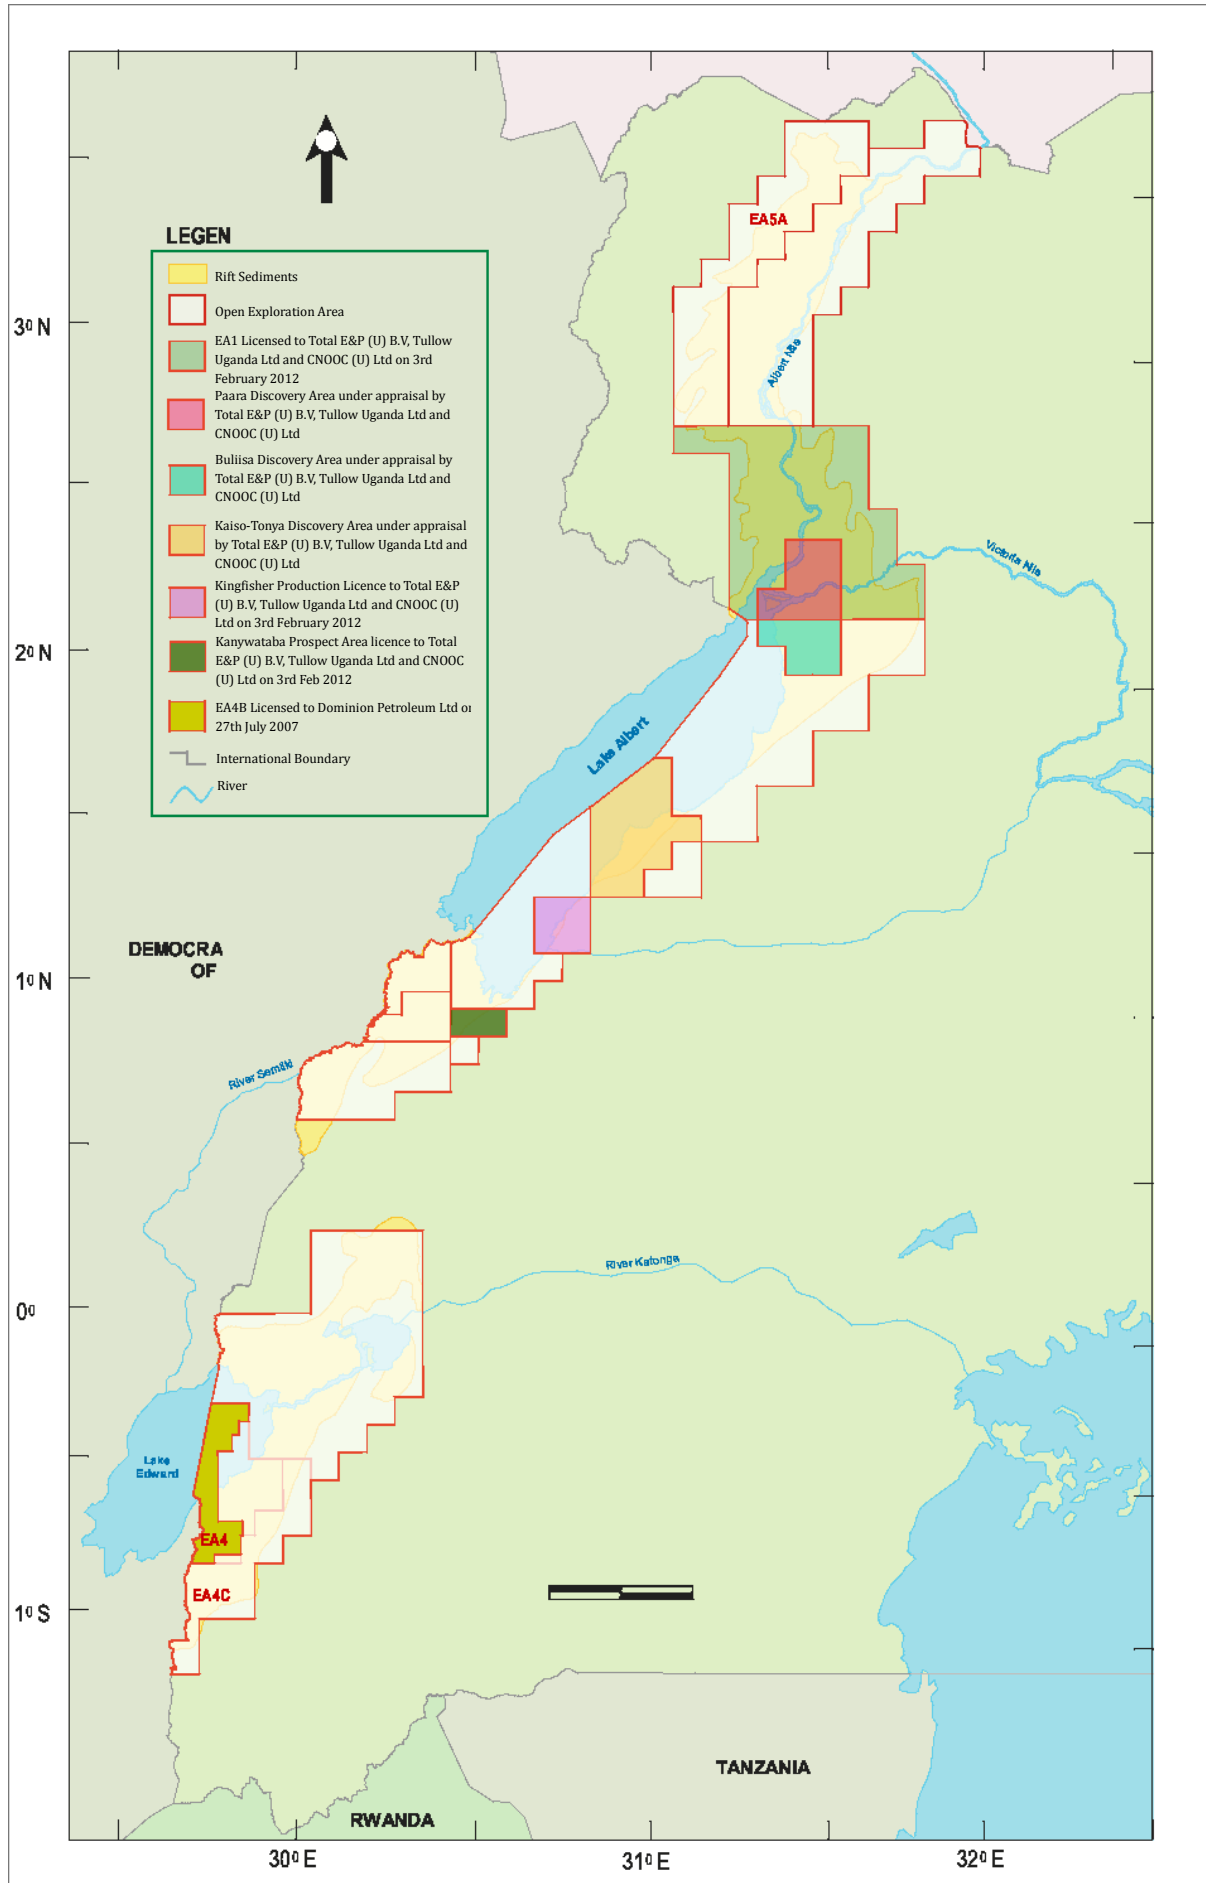 LEGEN
Rift Sediments
Open Exploration Area
EA1 Licensed to Total E&P (U) B.V, Tullow
Uganda Ltd and CNOOC (U) Ltd on 3rd
February 2012
Paara Discovery Area under appraisal by
Total E&P (U) B.V, Tullow Uganda Ltd and
CNOOC (U) Ltd
Buliisa Discovery Area under appraisal by
Total E&P (U) B.V, Tullow Uganda Ltd and
CNOOC (U) Ltd
Kaiso-Tonya Discovery Area under appraisal
by Total E&P (U) B.V, Tullow Uganda Ltd and
CNOOC (U) Ltd
Kingfisher Production Licence to Total E&P
(U) B.V, Tullow Uganda Ltd and CNOOC (U)
Ltd on 3rd February 2012
Kanywataba Prospect Area licence to Total
E&P (U) B.V, Tullow Uganda Ltd and CNOOC
(U) Ltd on 3rd Feb 2012
EA4B Licensed to Dominion Petroleum Ltd on
27th July 2007
International Boundary
River
EA5A
3⁰ N
Albert Nile
Victoria Nile
2⁰ N
Lake Albert
DEMOCRA
OF
1⁰ N
River Semliki
River Katonga
0⁰
Lake
Edward
EA4
EA4C
1⁰ S
TANZANIA
RWANDA
30⁰ E
31⁰ E
32⁰ E